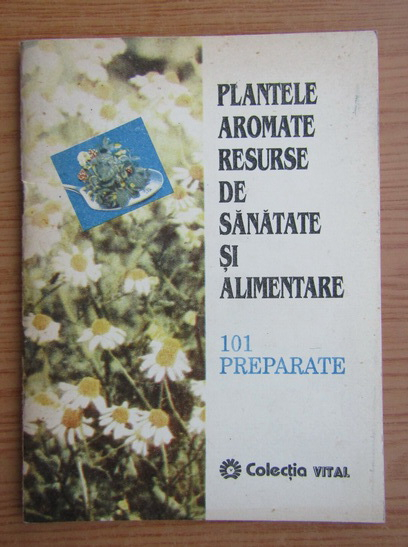 PLANTELE
AROMATE
RESURSE
DE
SĂNĂTATE
ȘI
ALIMENTARE
101
PREPARATE
Colecția VITAL